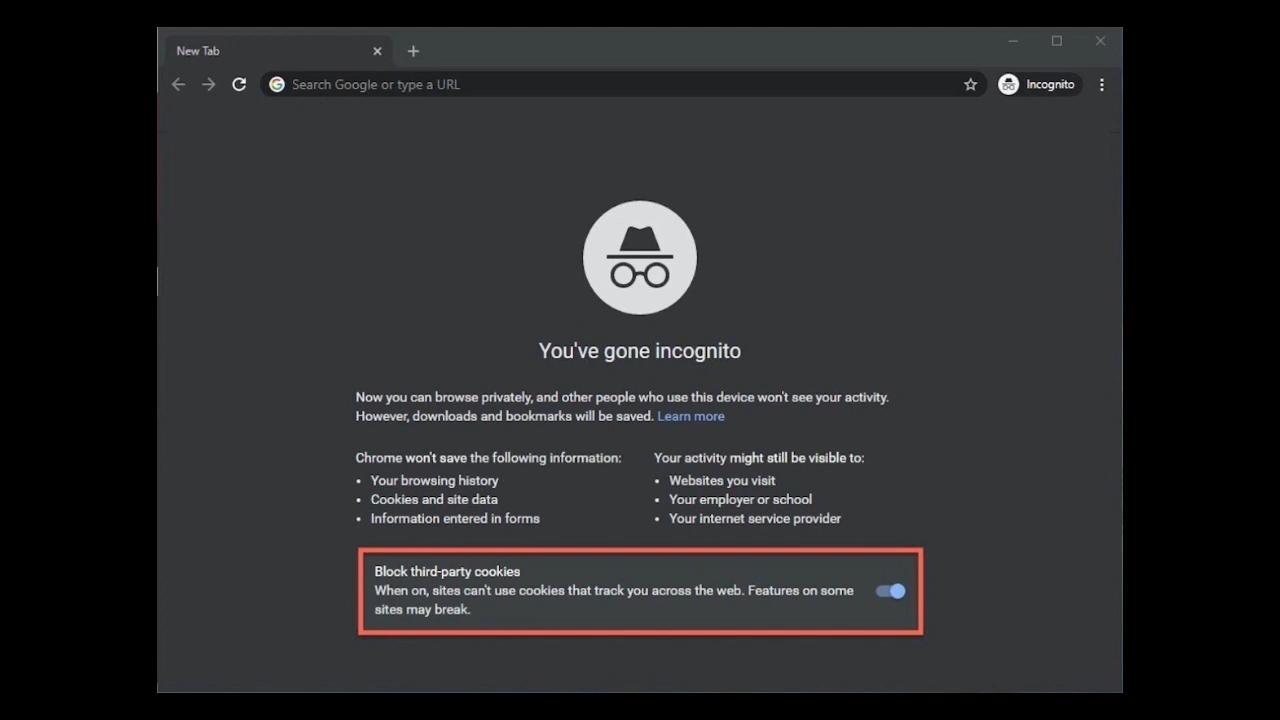 New Tab
Search Google or type a URL
Incognito
You've gone incognito
Now you can browse privately, and other people who use this device won't see your activity.
However, downloads and bookmarks will be saved. Learn more
Chrome won't save the following information:
• Your browsing history
• Cookies and site data
• Information entered in forms
Your activity might still be visible to:
• Websites you visit
• Your employer or school
• Your internet service provider
Block third-party cookies
When on, sites can't use cookies that track you across the web. Features on some
sites may break.